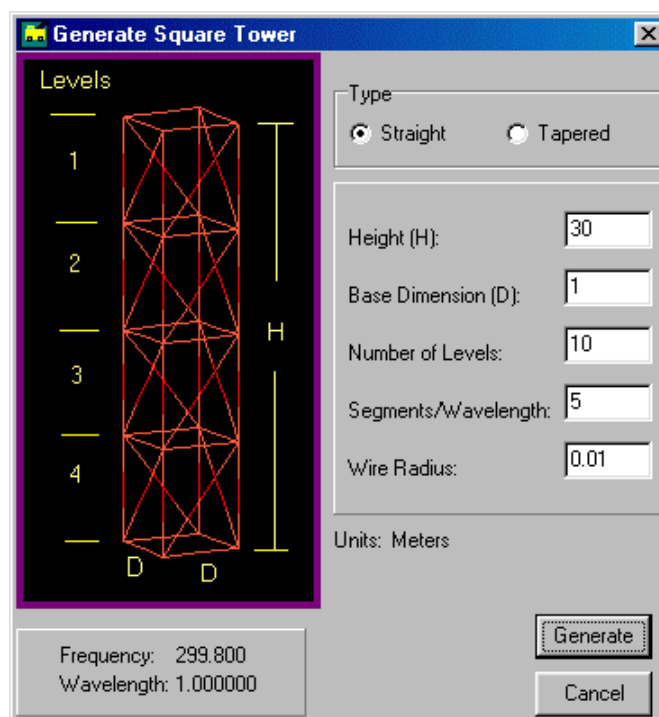 Generate Square Tower
Levels
1
2
3
4
H
D D
Type
Straight Tapered
Height (H): 30
Base Dimension (D): 1
Number of Levels: 10
Segments/Wavelength: 5
Wire Radius: 0.01
Units: Meters
Frequency: 299.800
Wavelength: 1.000000
Generate
Cancel